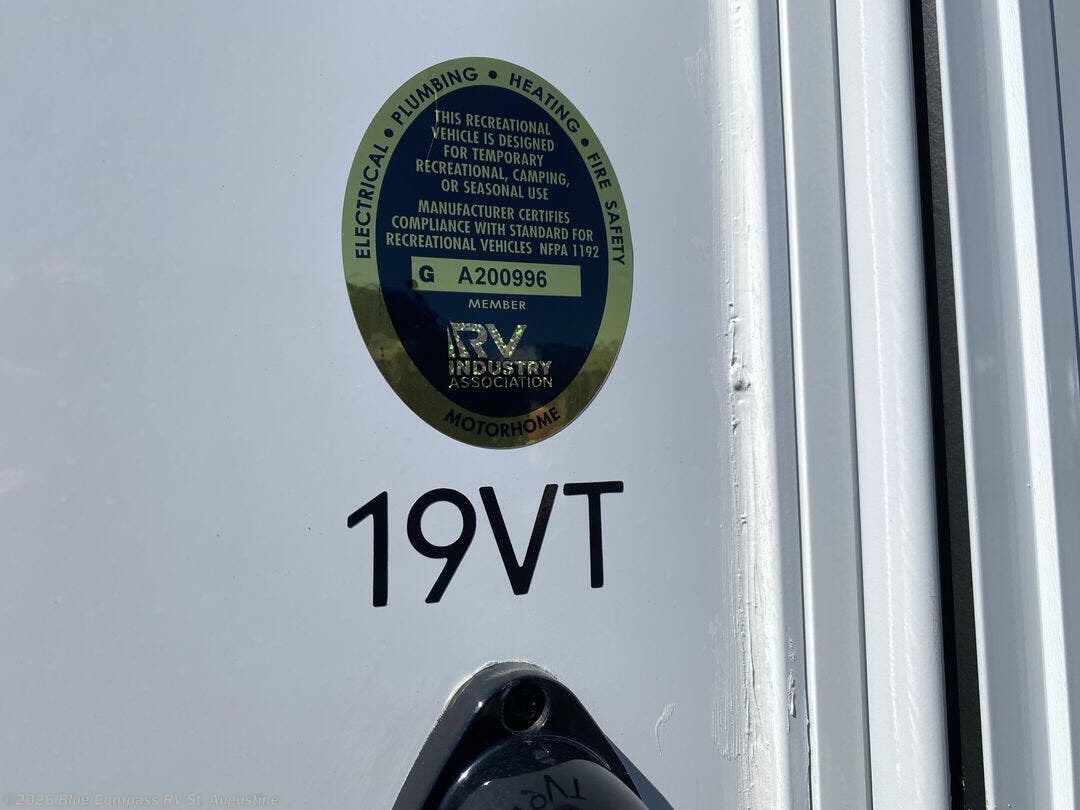 ELECTRICAL • PLUMBING • HEATING • FIRE SAFETY
THIS RECREATIONAL
VEHICLE IS DESIGNED
FOR TEMPORARY
RECREATIONAL, CAMPING,
OR SEASONAL USE
MANUFACTURER CERTIFIES
COMPLIANCE WITH STANDARD FOR
RECREATIONAL VEHICLES NFPA 1192
G A200996
MEMBER
RV
INDUSTRY
ASSOCIATION
MOTORHOME
19VT
©2026 Blue Compass RV St. Augustine